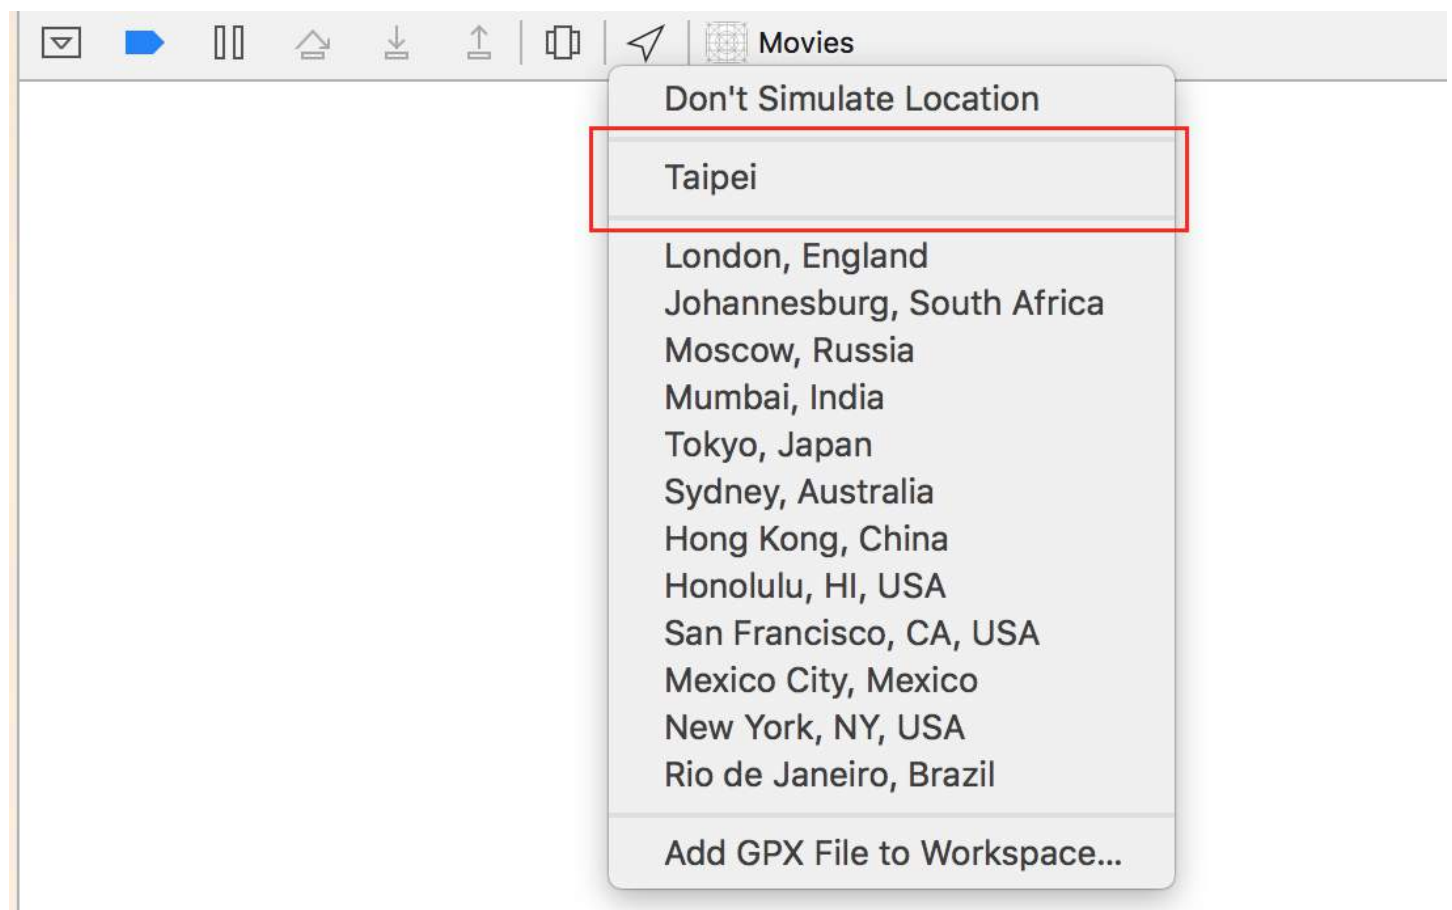 Movies
Don't Simulate Location
Taipei
London, England
Johannesburg, South Africa
Moscow, Russia
Mumbai, India
Tokyo, Japan
Sydney, Australia
Hong Kong, China
Honolulu, HI, USA
San Francisco, CA, USA
Mexico City, Mexico
New York, NY, USA
Rio de Janeiro, Brazil
Add GPX File to Workspace...